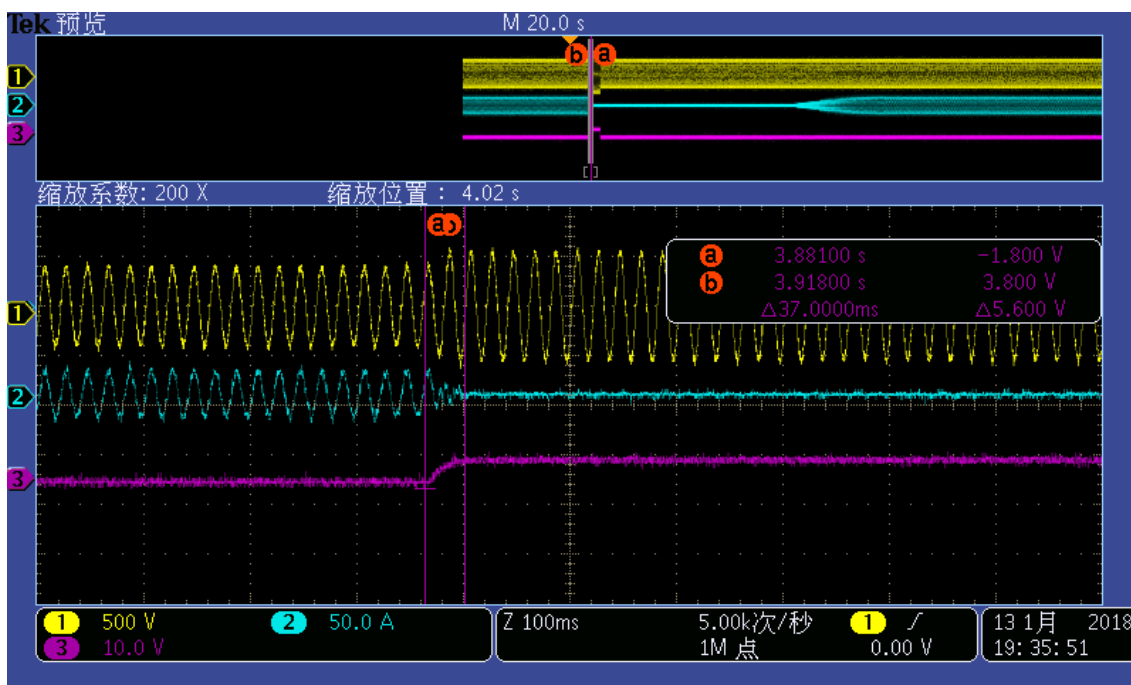 Tek 预览 M 20.0 s
b a
1
2
3
缩放系数: 200 X 缩放位置: 4.02 s
a
a 3.88100 s -1.800 V
b 3.91800 s 3.800 V
△37.0000ms △5.600 V
1
2
3
1 500 V 2 50.0 A Z 100ms 5.00k次/秒 1 13 1月 2018
3 10.0 V 1M 点 0.00 V 19:35:51